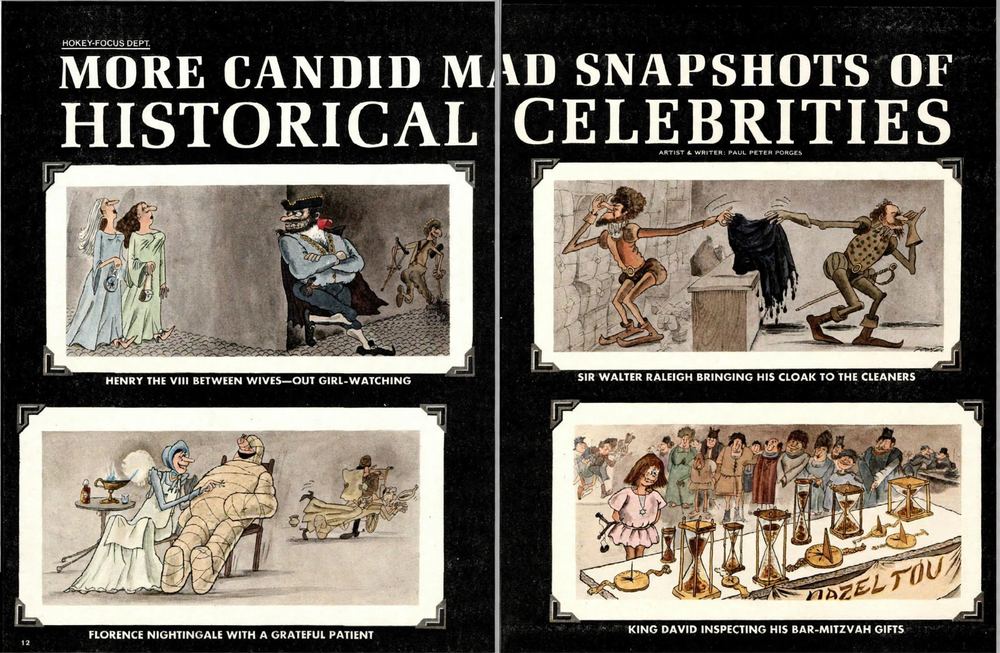 HOKEY-FOCUS DEPT.
MORE CANDID MAD SNAPSHOTS OF
HISTORICAL CELEBRITIES
ARTIST & WRITER: PAUL PETER PORGES
HENRY THE VIII BETWEEN WIVES—OUT GIRL-WATCHING
SIR WALTER RALEIGH BRINGING HIS CLOAK TO THE CLEANERS
MAZEL TOV
FLORENCE NIGHTINGALE WITH A GRATEFUL PATIENT
KING DAVID INSPECTING HIS BAR-MITZVAH GIFTS
12